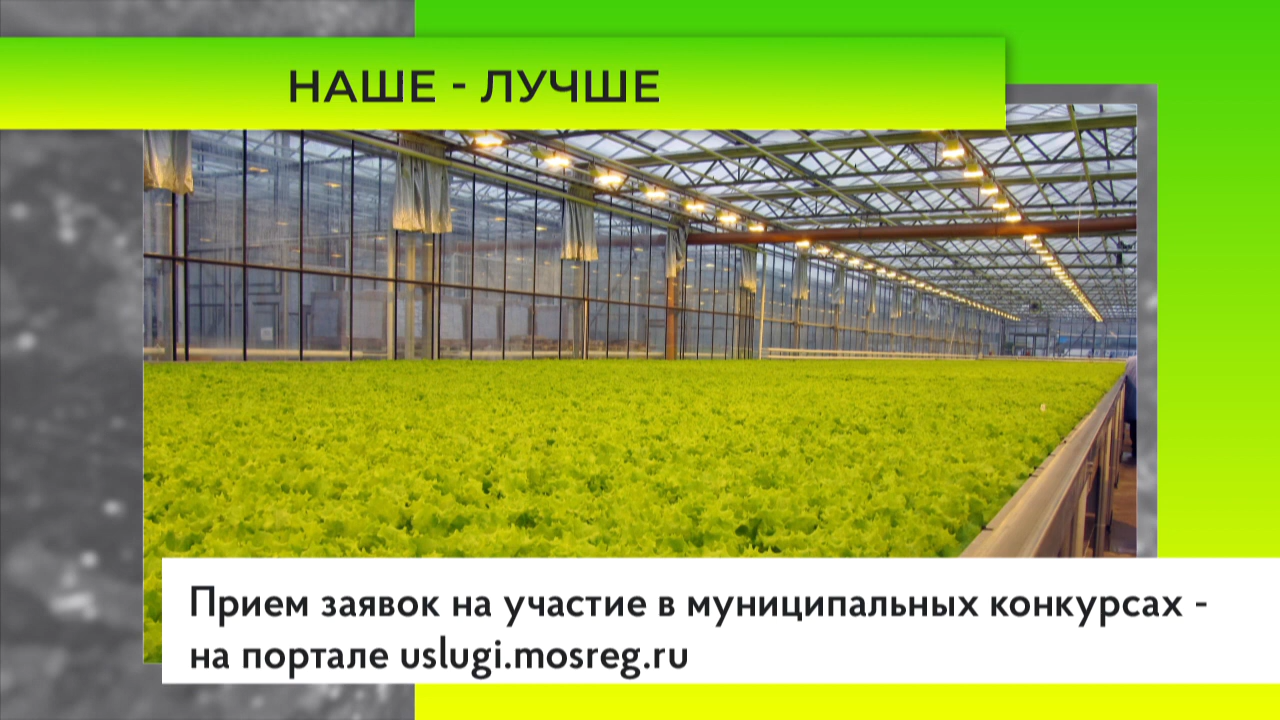 НАШЕ - ЛУЧШЕ
Прием заявок на участие в муниципальных конкурсах -
на портале uslugi.mosreg.ru